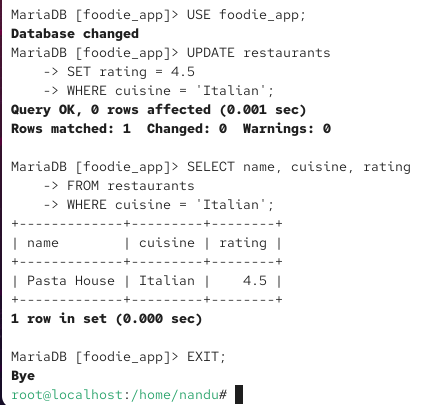 MariaDB [foodie_app]> USE foodie_app;
Database changed
MariaDB [foodie_app]> UPDATE restaurants
    -> SET rating = 4.5
    -> WHERE cuisine = 'Italian';
Query OK, 0 rows affected (0.001 sec)
Rows matched: 1  Changed: 0  Warnings: 0

MariaDB [foodie_app]> SELECT name, cuisine, rating
    -> FROM restaurants
    -> WHERE cuisine = 'Italian';
+-------------+---------+--------+
| name        | cuisine | rating |
+-------------+---------+--------+
| Pasta House | Italian |    4.5 |
+-------------+---------+--------+
1 row in set (0.000 sec)

MariaDB [foodie_app]> EXIT;
Bye
root@localhost:/home/nandu#